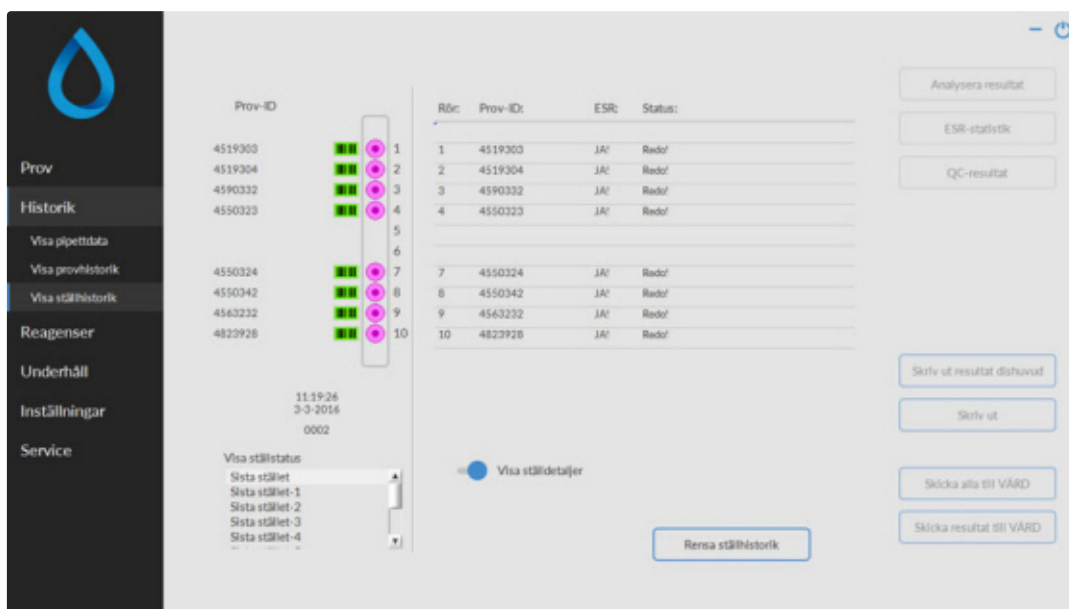 Prov
Historik
Visa pipettdata
Visa provhistorik
Visa ställhistorik
Reagenser
Underhåll
Inställningar
Service
Prov-ID
4519303 1
4519304 2
4590332 3
4550323 4
5
6
4550324 7
4550342 8
4563232 9
4823928 10
11:19:26
3-3-2016
0002
Visa ställstatus
Sista stället
Sista stället-1
Sista stället-2
Sista stället-3
Sista stället-4
Rör: Prov-ID: ESR: Status:
1 4519303 JA! Redo!
2 4519304 JA! Redo!
3 4590332 JA! Redo!
4 4550323 JA! Redo!
7 4550324 JA! Redo!
8 4550342 JA! Redo!
9 4563232 JA! Redo!
10 4823928 JA! Redo!
Visa ställdetaljer
Rensa ställhistorik
Analysera resultat
ESR-statistik
QC-resultat
Skriv ut resultat dishuvud
Skriv ut
Skicka alla till VÄRD
Skicka resultat till VÄRD